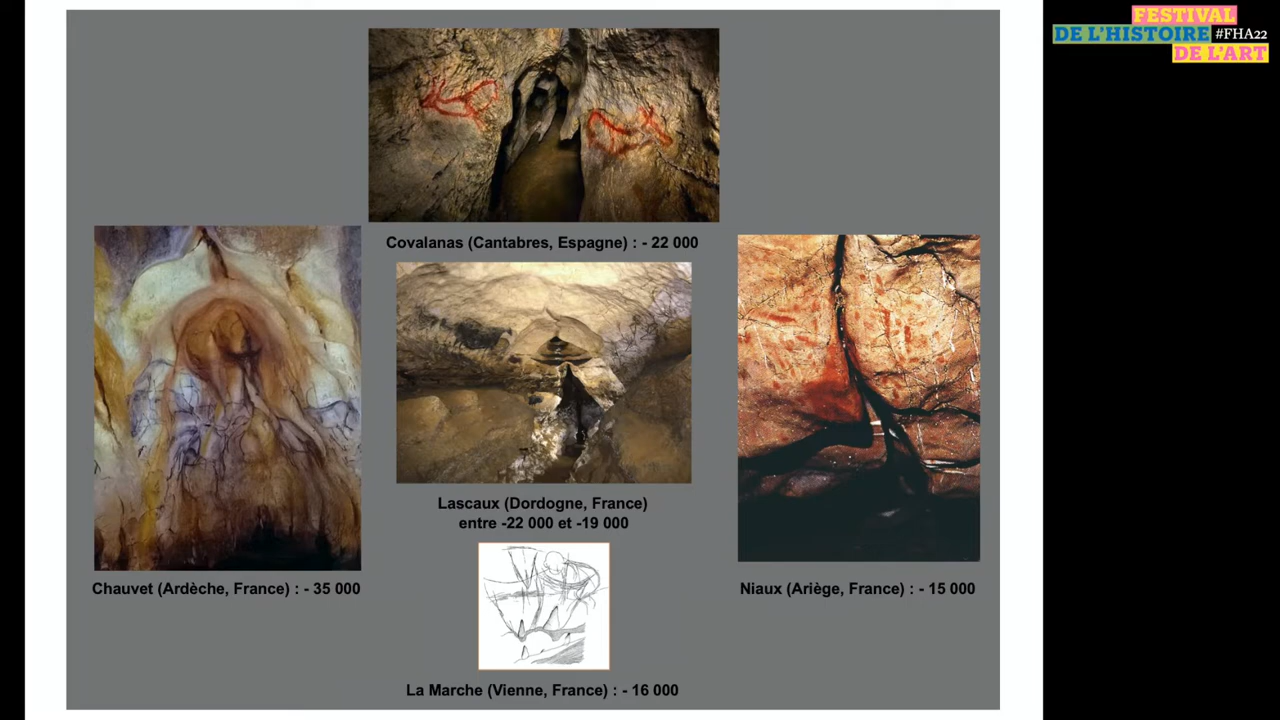 FESTIVAL
DE L'HISTOIRE #FHA22
DE L'ART
Covalanas (Cantabres, Espagne) : - 22 000
Lascaux (Dordogne, France)
entre -22 000 et -19 000
Chauvet (Ardèche, France) : - 35 000
Niaux (Ariège, France) : - 15 000
La Marche (Vienne, France) : - 16 000